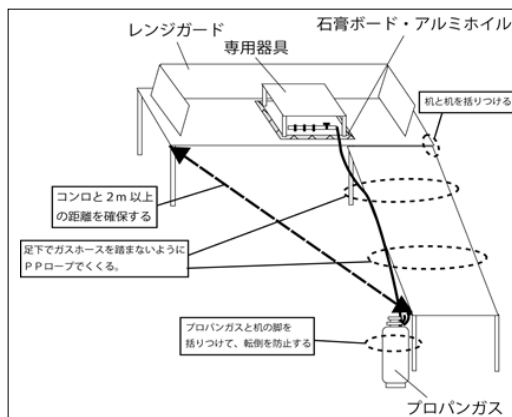 レンジガード
石膏ボード・アルミホイル
専用器具
机と机を括りつける
コンロと2m以上
の距離を確保する
足下でガスホースを踏まないように
PPロープでくくる。
プロパンガスと机の脚を
括りつけて、転倒を防止する
プロパンガス